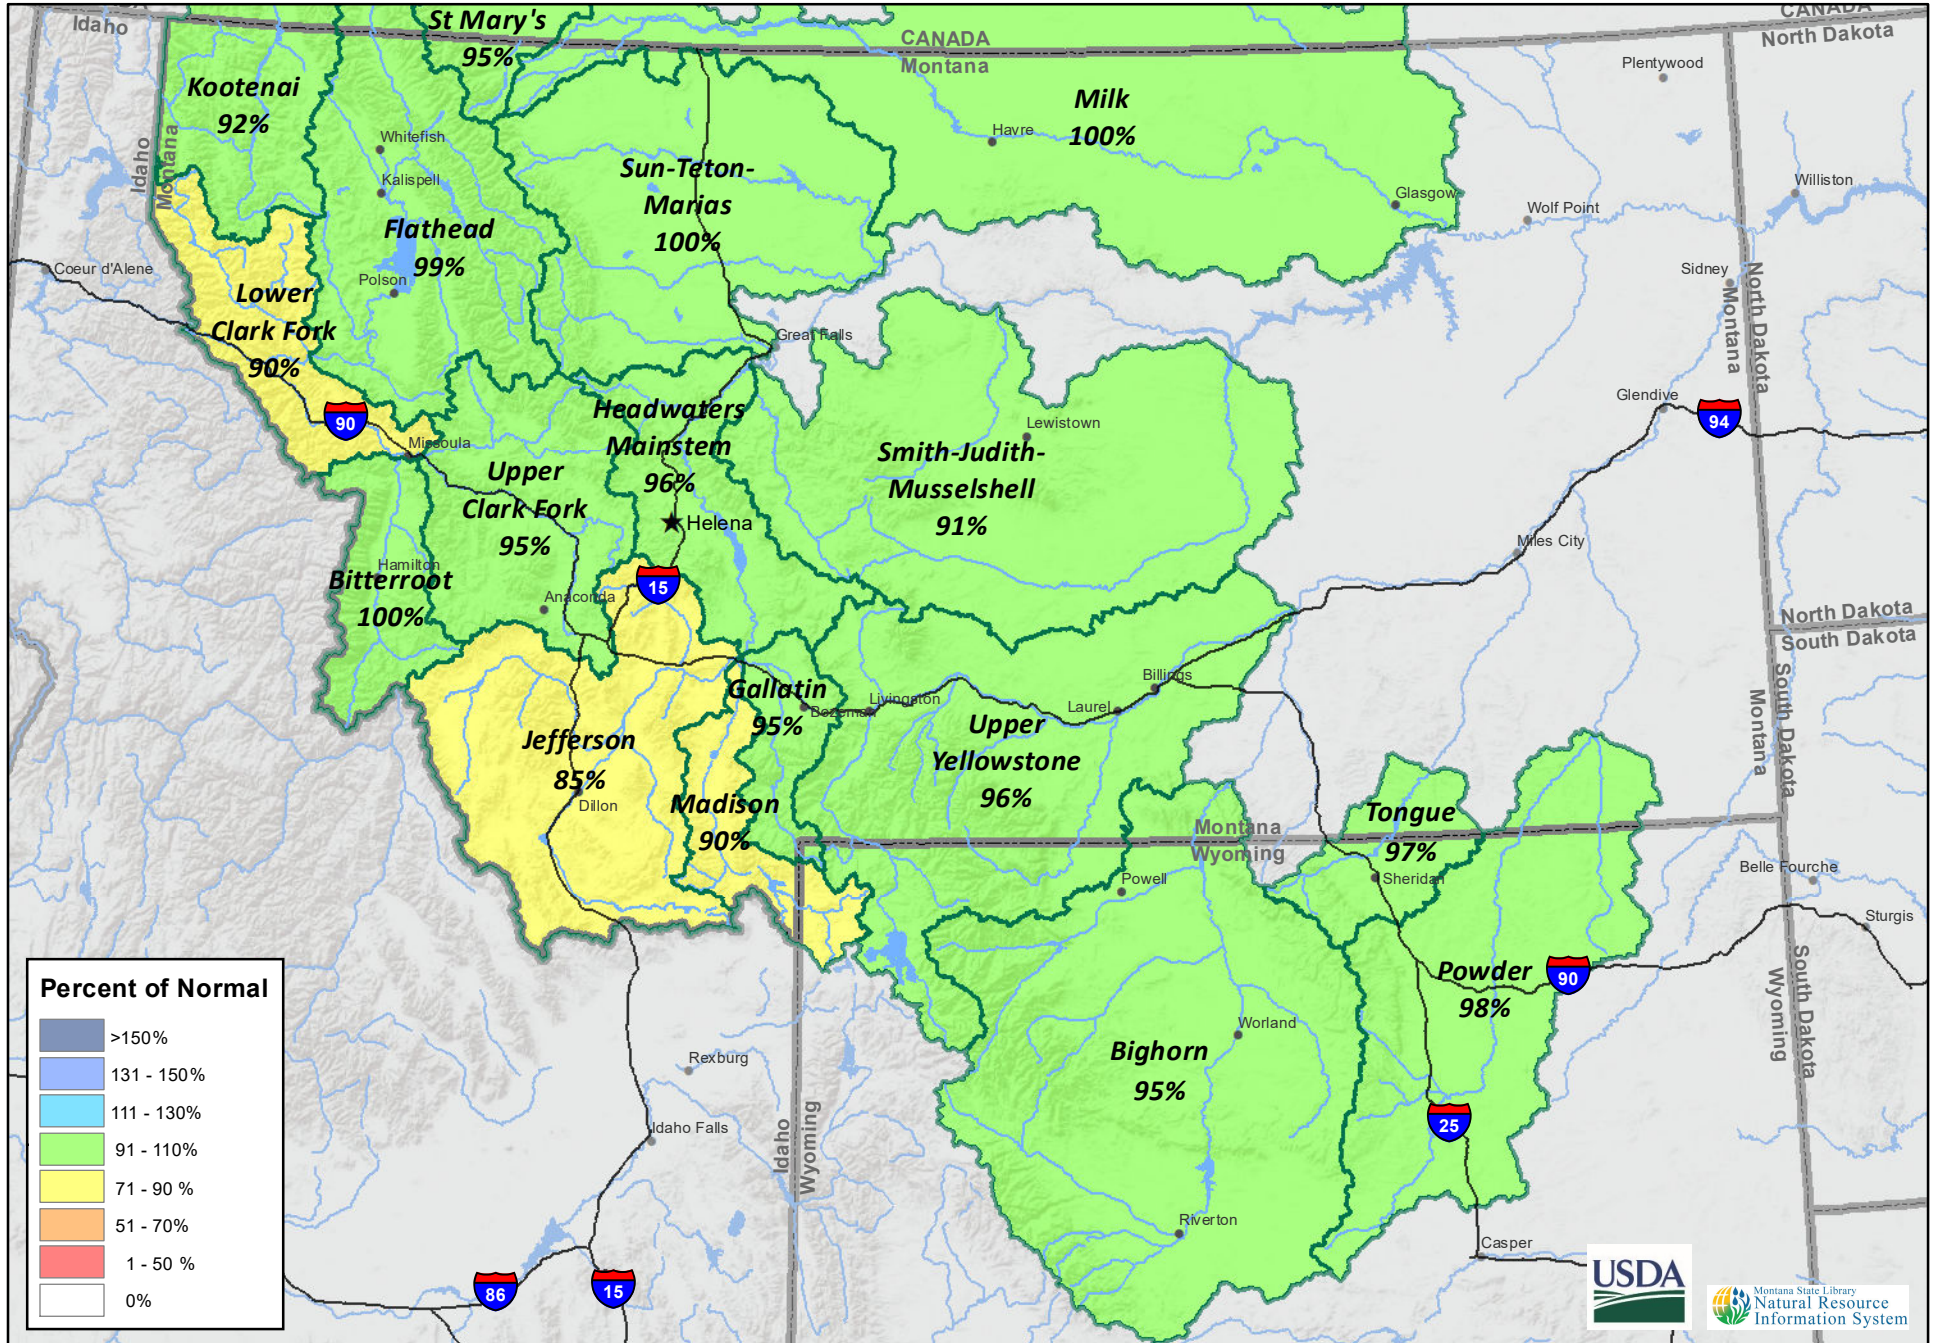 Idaho
CANADA
Montana
CANADA
North Dakota
St Mary's
95%
Kootenai
92%
Idaho
Montana
Whitefish
Kalispell
Flathead
99%
Polson
Sun-Teton-
Marias
100%
Milk
100%
Havre
Glasgow
Plentywood
Wolf Point
Williston
Sidney
North Dakota
Montana
Coeur d'Alene
Lower
Clark Fork
90%
90
Missoula
Great Falls
Headwaters
Mainstem
96%
Helena
Lewistown
Smith-Judith-
Musselshell
91%
Glendive
94
Upper
Clark Fork
95%
Hamilton
Bitterroot
100%
Anaconda
15
Miles City
North Dakota
South Dakota
South Dakota
Montana
Gallatin
95%
Bozeman
Livingston
Laurel
Billings
Upper
Yellowstone
96%
Jefferson
85%
Dillon
Madison
90%
Montana
Wyoming
Tongue
97%
Sheridan
Powell
Belle Fourche
Sturgis
South Dakota
Wyoming
Powder
98%
90
Worland
Bighorn
95%
25
Riverton
Casper
Rexburg
Idaho Falls
Idaho
Wyoming
86
15
Percent of Normal
>150%
131 - 150%
111 - 130%
91 - 110%
71 - 90 %
51 - 70%
1 - 50 %
0%
USDA
Montana State Library
Natural Resource
Information System